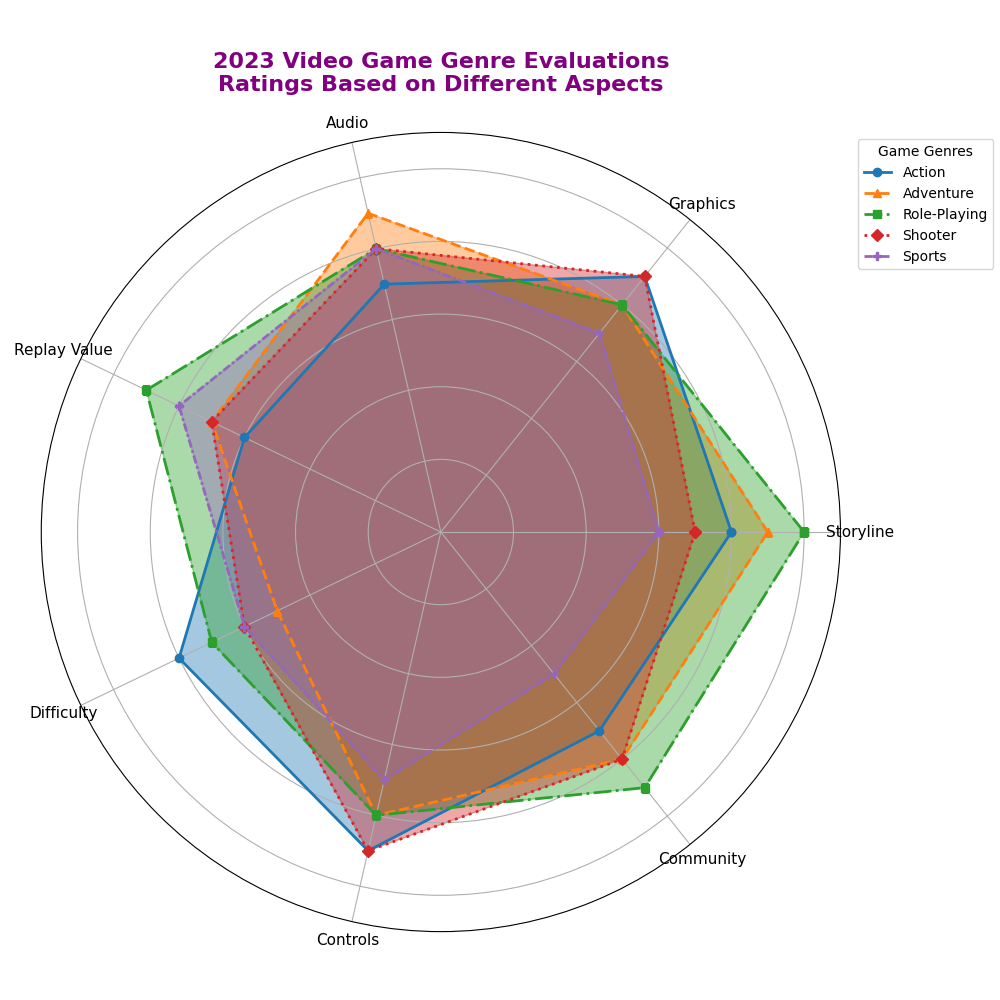 2023 Video Game Genre Evaluations
Ratings Based on Different Aspects
Audio
Graphics
Replay Value
Storyline
Difficulty
Community
Controls
Game Genres
Action
Adventure
Role-Playing
Shooter
Sports